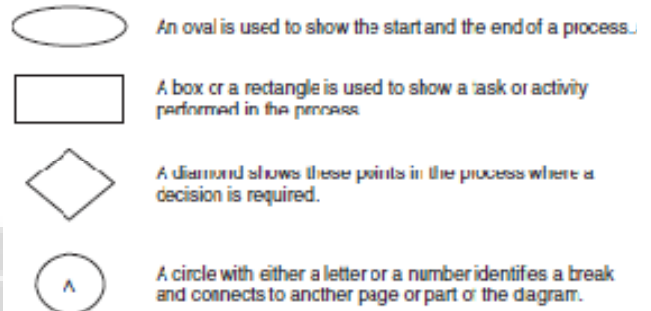 An oval is used to show the start and the end of a process.
A box or a rectangle is used to show a task or activity
performed in the process
A diamond shows these points in the process where a
decision is required.
A
A circle with either a letter or a number identifies a break
and connects to another page or part of the diagram.